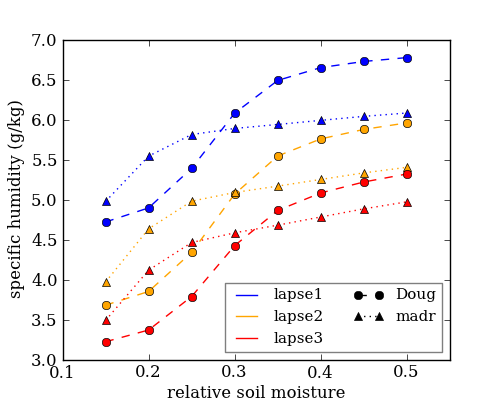 7.0
6.5
6.0
5.5
5.0
4.5
4.0
3.5
3.0
specific humidity (g/kg)
lapse1
lapse2
lapse3
Doug
madr
0.1 0.2 0.3 0.4 0.5
relative soil moisture